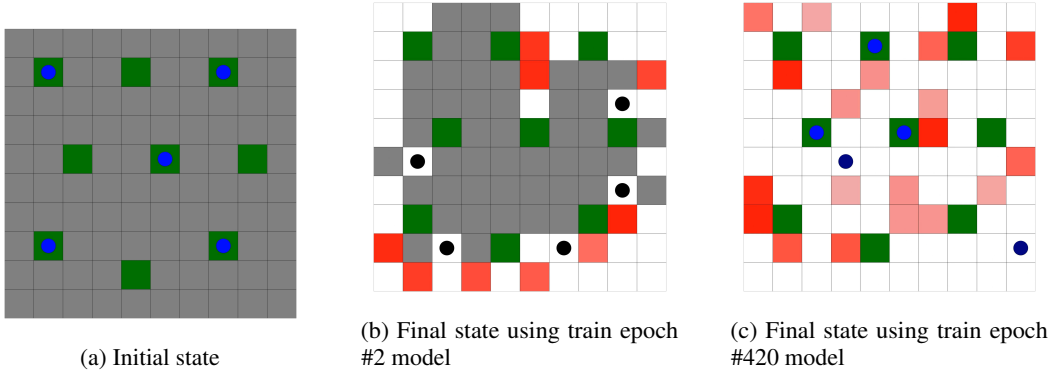 (a) Initial state
(b) Final state using train epoch
#2 model
(c) Final state using train epoch
#420 model